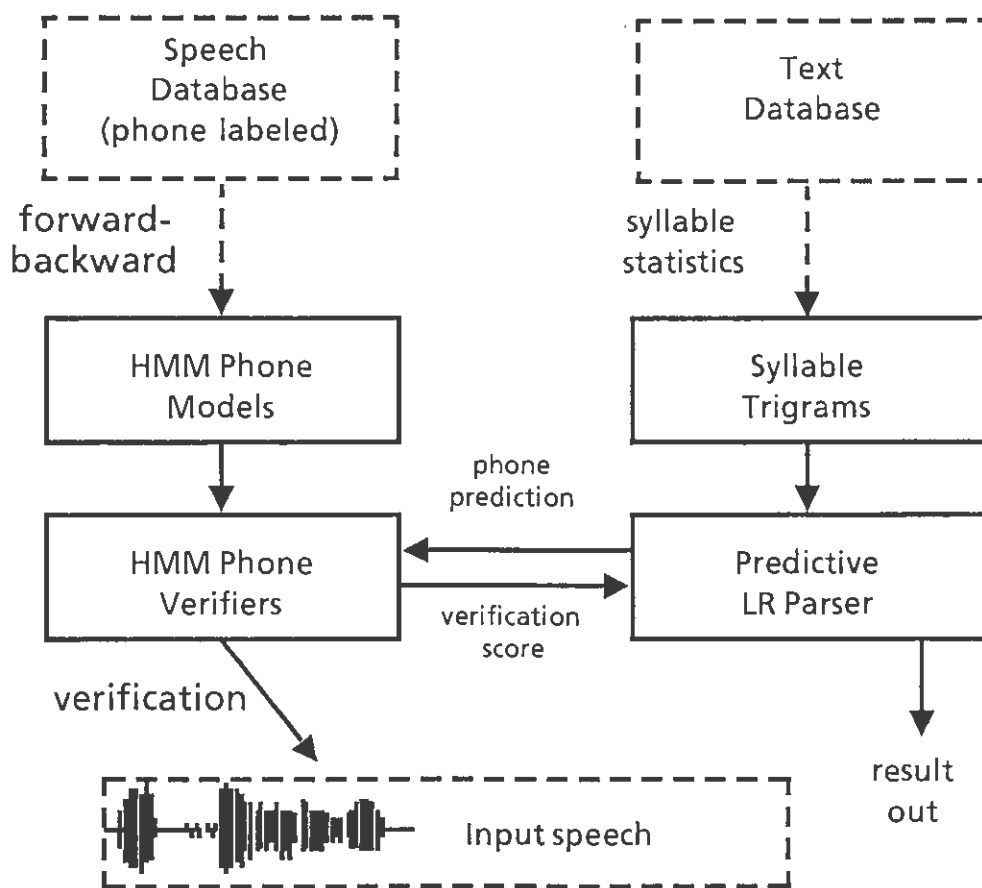 Speech
Database
(phone labeled)
Text
Database
forward-
backward
syllable
statistics
HMM Phone
Models
Syllable
Trigrams
phone
prediction
HMM Phone
Verifiers
Predictive
LR Parser
verification
score
verification
result
out
Input speech